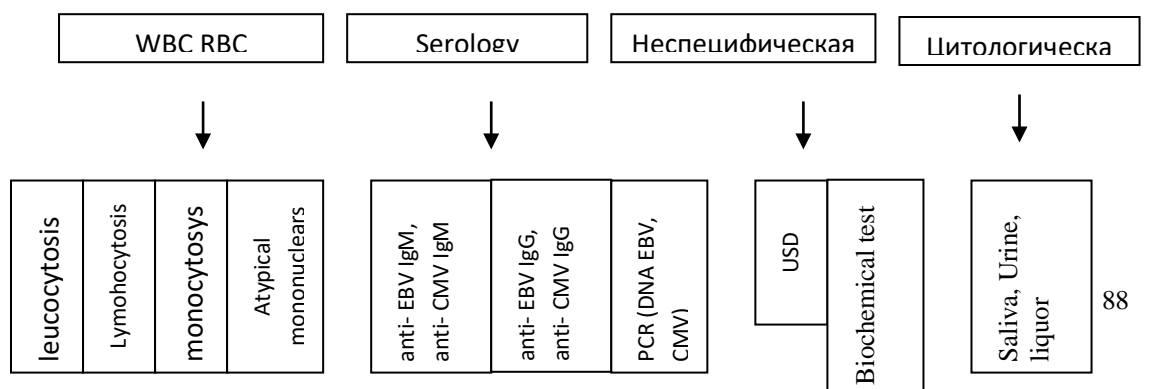 WBC RBC
Serology
Неспецифическая
Цитологическа
leucocytosis
Lymohocytosis
monocytosys
Atypical
mononuclears
anti- EBV IgM,
anti- CMV IgM
anti- EBV IgG,
anti- CMV IgG
PCR (DNA EBV,
CMV)
USD
Biochemical test
Saliva, Urine,
liquor
88